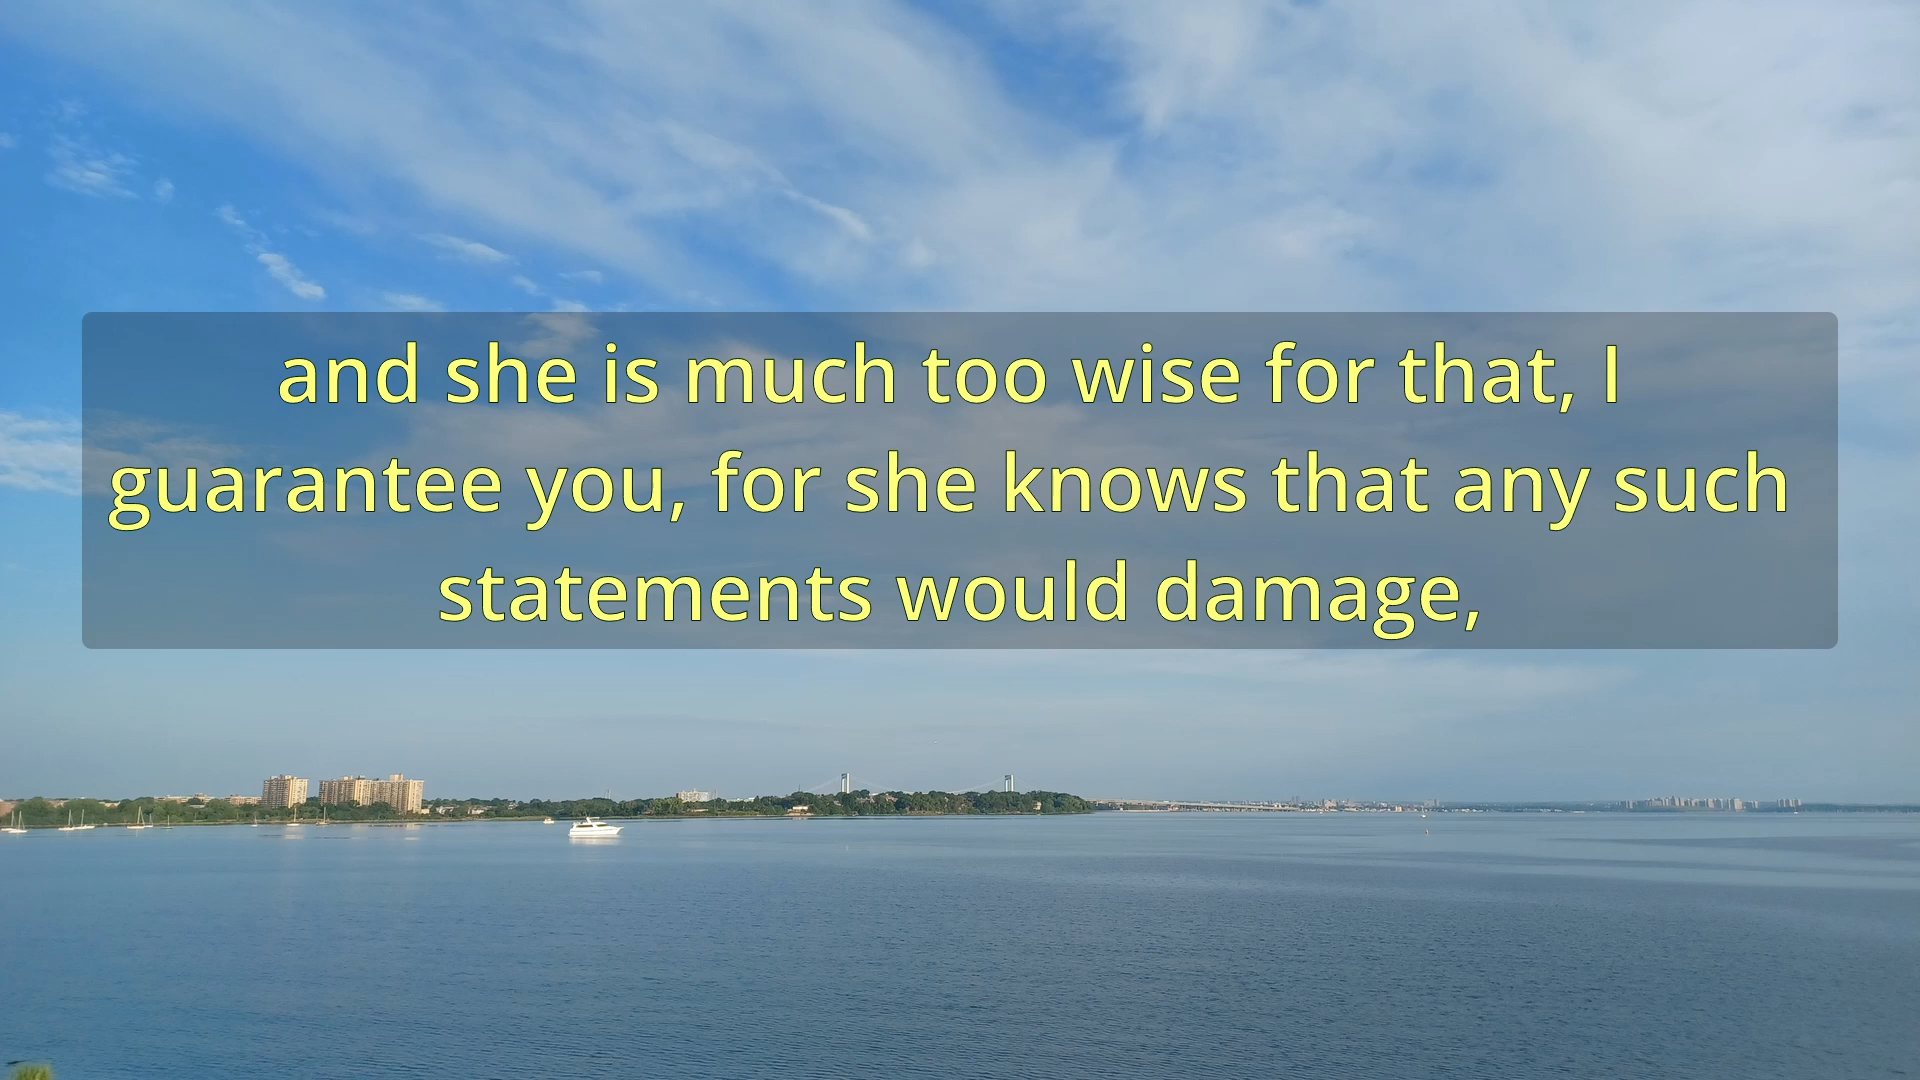 and she is much too wise for that, I
guarantee you, for she knows that any such
statements would damage,